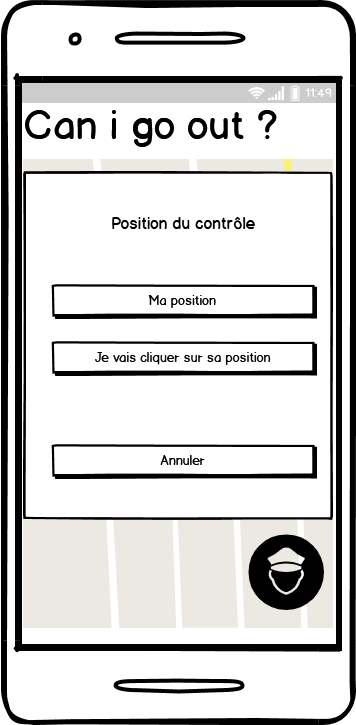 11:49
Can i go out ?
Position du contrôle
Ma position
Je vais cliquer sur sa position
Annuler